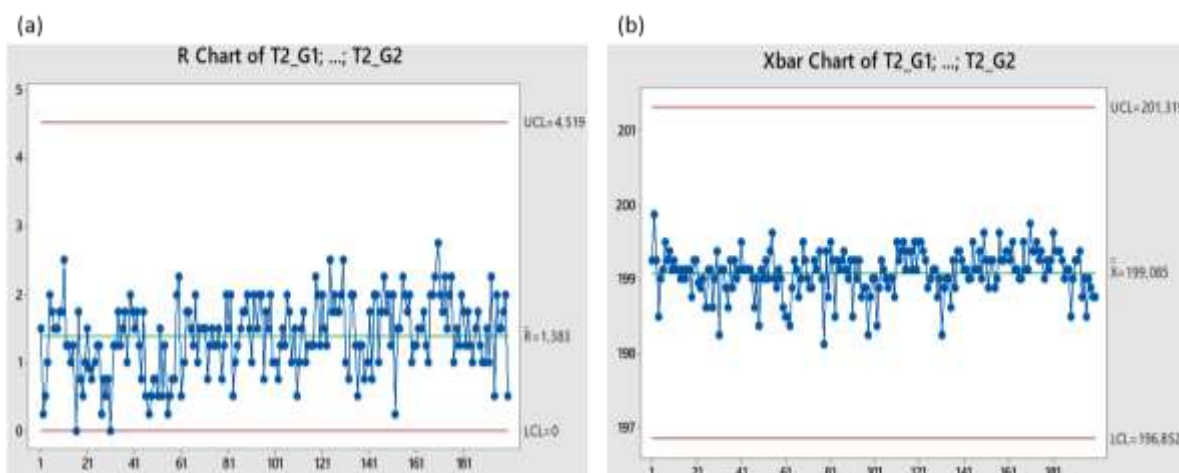 (a)
R Chart of T2_G1; ...; T2_G2
5
4
3
2
1
0
UCL=4,519
R̅=1,383
LCL=0
1 21 41 61 81 101 121 141 161 181
(b)
Xbar Chart of T2_G1; ...; T2_G2
201
200
199
198
197
UCL=201,319
X̿=199,085
LCL=196,852
1 21 41 61 81 101 121 141 161 181